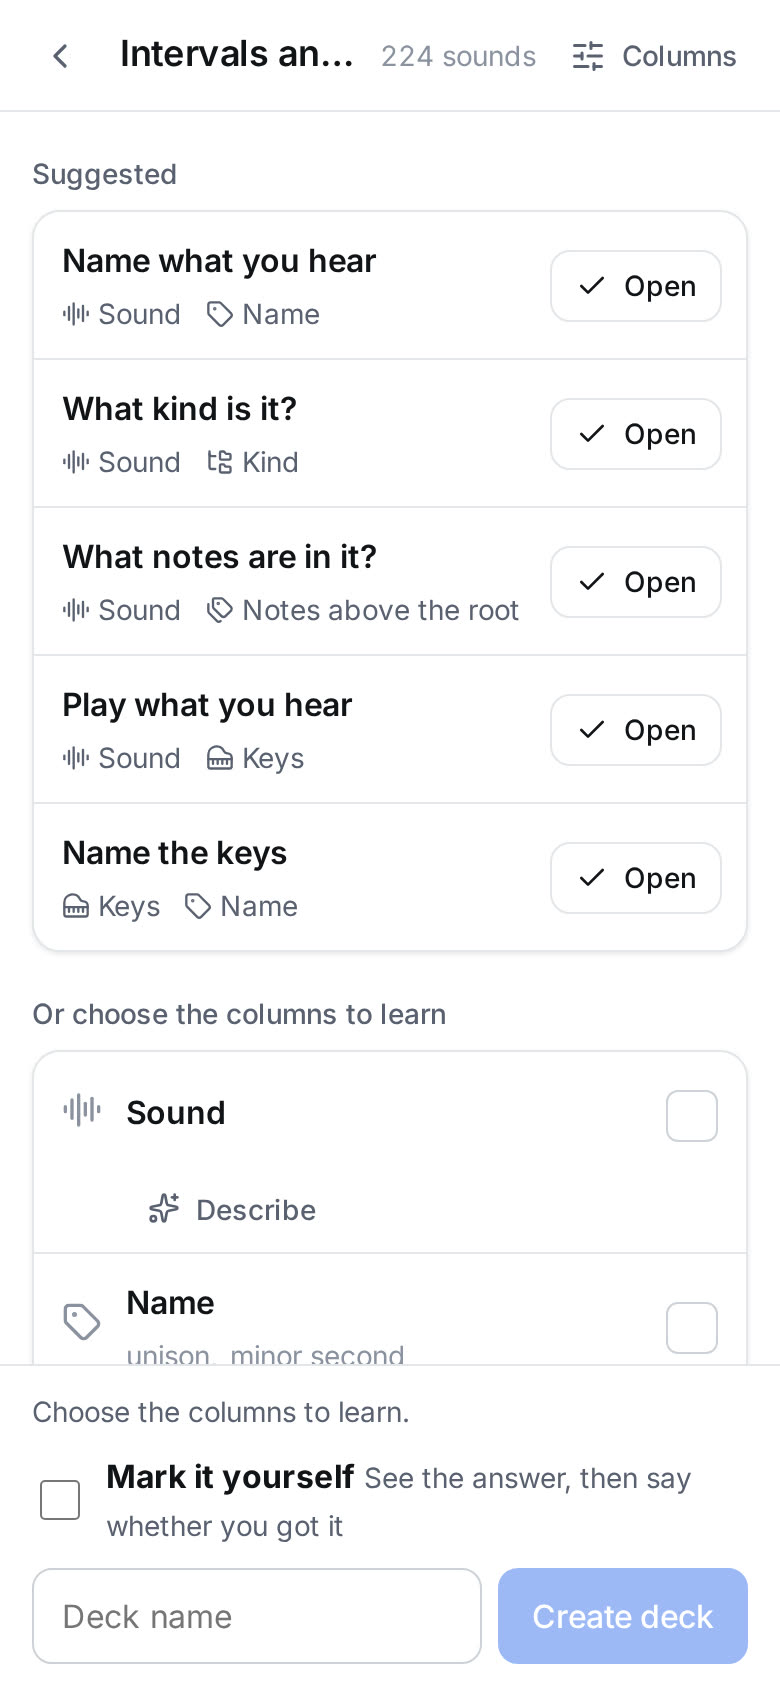 Intervals an... 224 sounds Columns
Suggested
Name what you hear
Sound Name
Open
What kind is it?
Sound Kind
Open
What notes are in it?
Sound Notes above the root
Open
Play what you hear
Sound Keys
Open
Name the keys
Keys Name
Open
Or choose the columns to learn
Sound
Describe
Name
unison, minor second
Choose the columns to learn.
Mark it yourself See the answer, then say
whether you got it
Deck name
Create deck